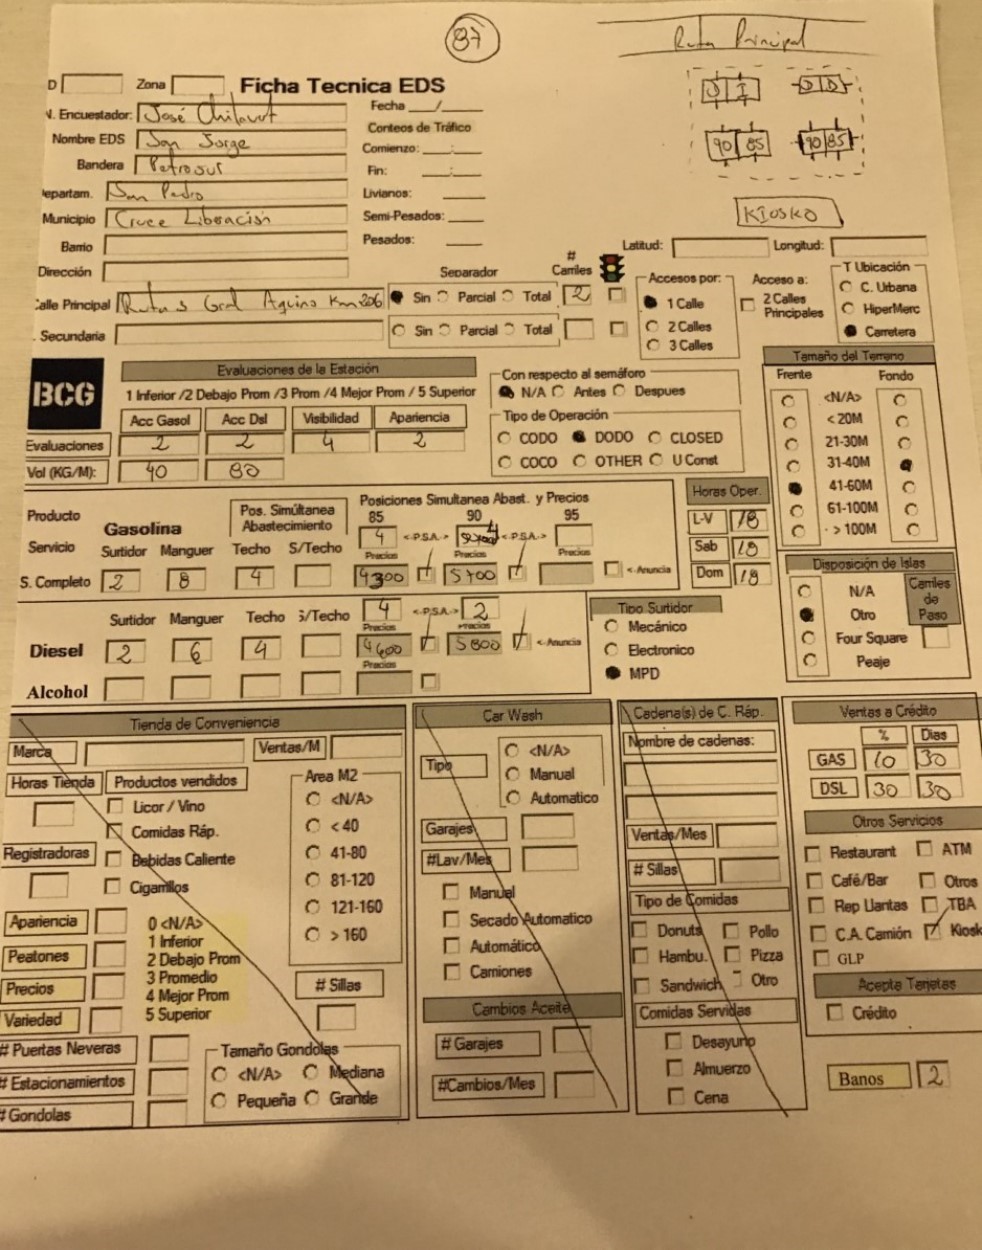 87
Ruta Principal
D Zona Ficha Tecnica EDS
D I D D
N. Encuestador: José Chilavert Fecha __/__
Nombre EDS San Jorge Conteos de Tráfico
90 85 90 85
Bandera Petrosur Comienzo: __:__
Fin: __:__
Departam. San Pedro Livianos:
Municipio Cruce Liberación Semi-Pesados:
KIOSKO
Barrio Pesados:
Latitud: Longitud:
Dirección
Separador # Carriles
Calle Principal Ruta 3 Gral Aquino Km 206 Sin Parcial Total 2
Secundaria Sin Parcial Total
Accesos por:
1 Calle
2 Calles
3 Calles
Acceso a:
2 Calles Principales
T Ubicación
C. Urbana
HiperMerc
Carretera
BCG
Evaluaciones de la Estación
1 Inferior /2 Debajo Prom /3 Prom /4 Mejor Prom / 5 Superior
Acc Gasol Acc Dsl Visibilidad Apariencia
Evaluaciones 2 2 4 2
Vol (KG/M): 40 80
Con respecto al semáforo
N/A Antes Despues
Tipo de Operación
CODO DODO CLOSED
COCO OTHER U Const
Tamaño del Terreno
Frente Fondo
<N/A>
< 20M
21-30M
31-40M
41-60M
61-100M
> 100M
Producto Gasolina
Pos. Simúltanea Abastecimiento
Posiciones Simultanea Abast. y Precios
85 90 95
4 <-P.S.A.-> 4 <-P.S.A.->
Servicio Surtidor Manguer Techo S/Techo Precios Precios Precios
S. Completo 2 8 4 4300 5400 <-Anuncia
Horas Oper.
L-V 18
Sab 18
Dom 18
Disposición de Islas
N/A
Otro
Four Square
Peaje
Carriles de Paso
Surtidor Manguer Techo S/Techo 4 <-P.S.A.-> 2
Precios Precios
Diesel 2 6 4 4600 5800 <-Anuncia
Precios
Alcohol
Tipo Surtidor
Mecánico
Electronico
MPD
Tienda de Conveniencia
Marca Ventas/M
Horas Tienda Productos vendidos
Licor / Vino
Comidas Ráp.
Registradoras Bebidas Caliente
Cigarrillos
Area M2
<N/A>
< 40
41-80
81-120
121-160
> 160
Apariencia
Peatones
Precios
Variedad
0 <N/A>
1 Inferior
2 Debajo Prom
3 Promedio
4 Mejor Prom
5 Superior
# Sillas
# Puertas Neveras
# Estacionamientos
# Gondolas
Tamaño Gondolas
<N/A> Mediana
Pequeña Grande
Car Wash
Tipo
<N/A>
Manual
Automatico
Garajes
#Lav/Mes
Manual
Secado Automatico
Automático
Camiones
Cambios Aceite
# Garajes
#Cambios/Mes
Cadena(s) de C. Ráp.
Nombre de cadenas:
Ventas/Mes
# Sillas
Tipo de Comidas
Donuts Pollo
Hambu. Pizza
Sandwich Otro
Comidas Servidas
Desayuno
Almuerzo
Cena
Ventas a Crédito
% Dias
GAS 10 30
DSL 30 30
Otros Servicios
Restaurant ATM
Café/Bar Otros
Rep Llantas TBA
C.A. Camión Kiosk
GLP
Acepta Tarjetas
Crédito
Banos 2